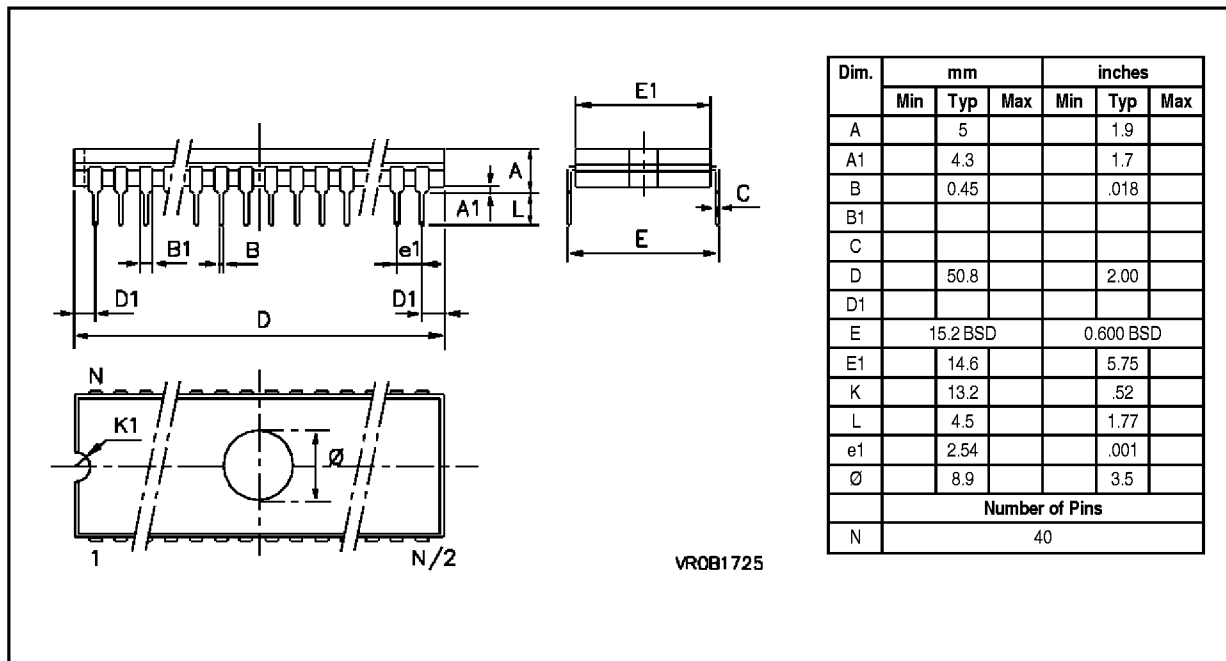 E1
A
A1
L
C
B1
B
e1
E
D1
D1
D
N
K1
Ø
1
N/2
VR0B1725
Dim. mm inches
Min Typ Max Min Typ Max
A 5 1.9
A1 4.3 1.7
B 0.45 .018
B1
C
D 50.8 2.00
D1
E 15.2 BSD 0.600 BSD
E1 14.6 5.75
K 13.2 .52
L 4.5 1.77
e1 2.54 .001
Ø 8.9 3.5
Number of Pins
N 40